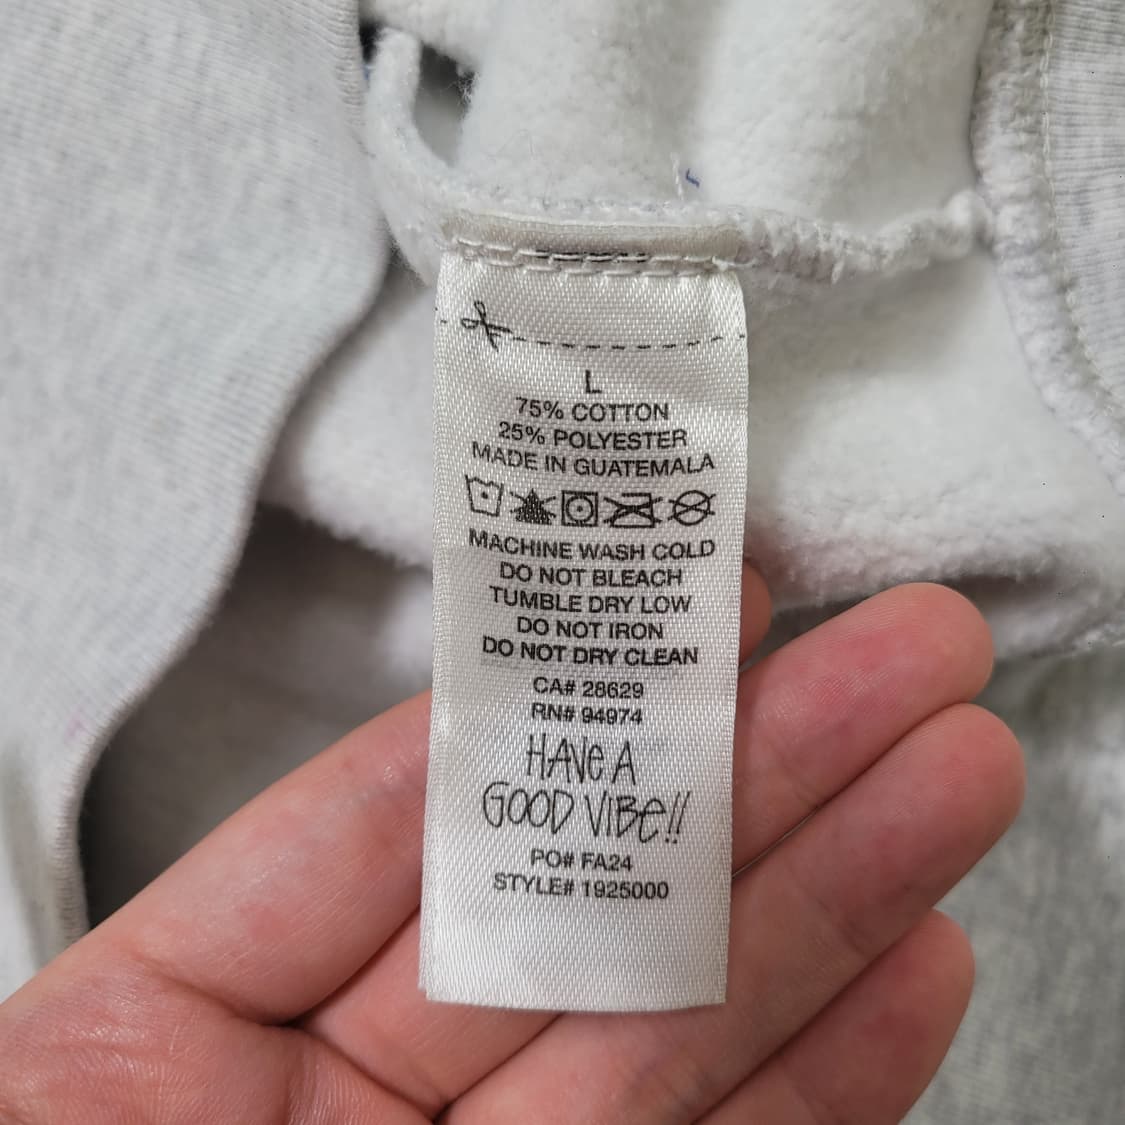 L
75% COTTON
25% POLYESTER
MADE IN GUATEMALA
MACHINE WASH COLD
DO NOT BLEACH
TUMBLE DRY LOW
DO NOT IRON
DO NOT DRY CLEAN
CA# 28629
RN# 94974
HAVe A
GOOD VIBe!!
PO# FA24
STYLE# 1925000